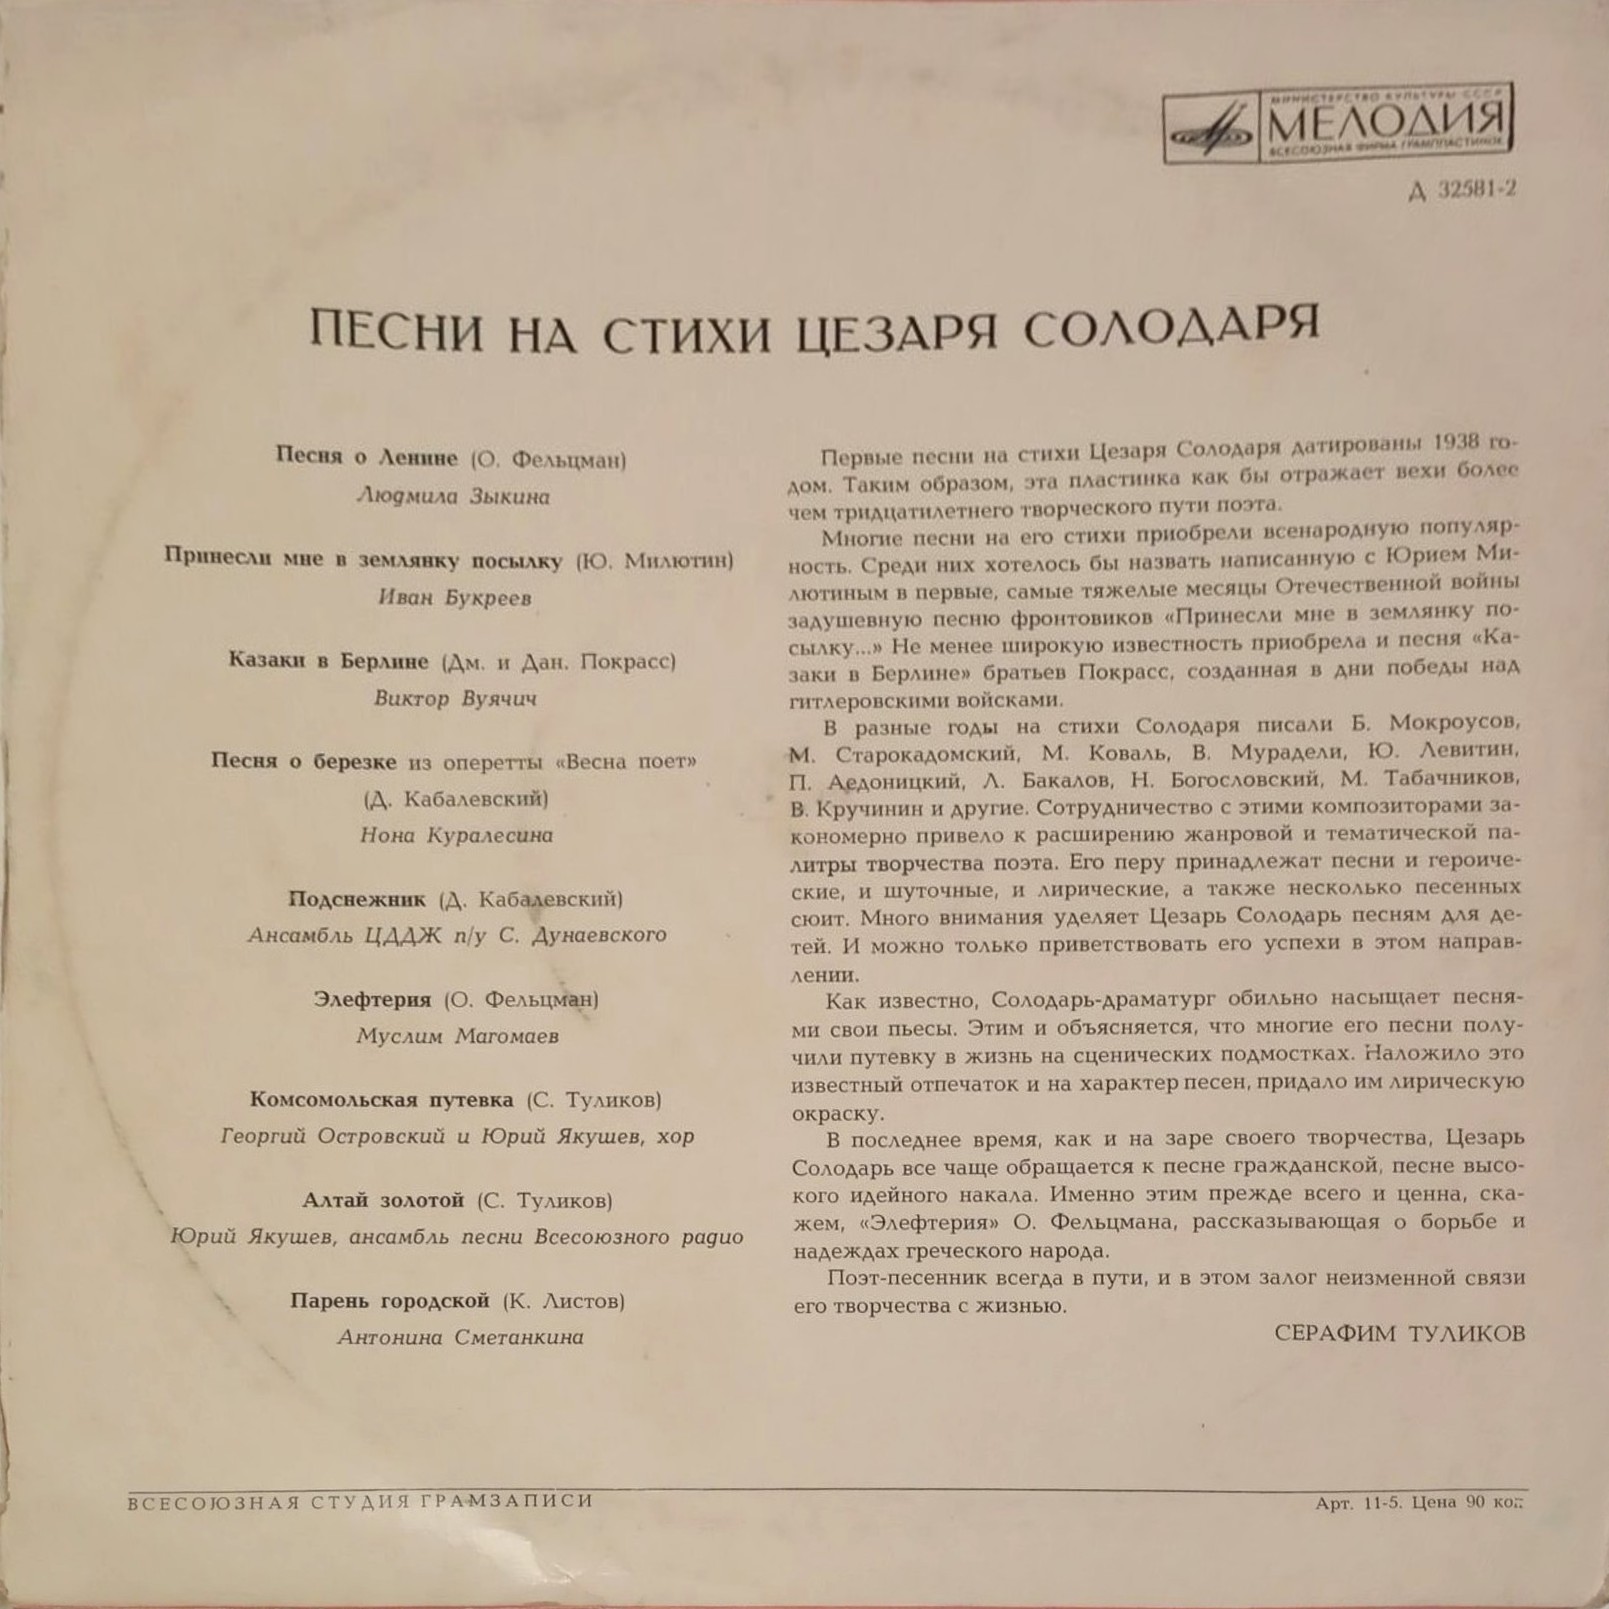 МИНИСТЕРСТВО КУЛЬТУРЫ СССР
МЕЛОДИЯ
ВСЕСОЮЗНАЯ ФИРМА ГРАМПЛАСТИНОК
Д 32581-2
ПЕСНИ НА СТИХИ ЦЕЗАРЯ СОЛОДАРЯ
Песня о Ленине (О. Фельцман)
Людмила Зыкина
Принесли мне в землянку посылку (Ю. Милютин)
Иван Букреев
Казаки в Берлине (Дм. и Дан. Покрасс)
Виктор Вуячич
Песня о березке из оперетты «Весна поет»
(Д. Кабалевский)
Нона Куралесина
Подснежник (Д. Кабалевский)
Ансамбль ЦДДЖ п/у С. Дунаевского
Элефтерия (О. Фельцман)
Муслим Магомаев
Комсомольская путевка (С. Туликов)
Георгий Островский и Юрий Якушев, хор
Алтай золотой (С. Туликов)
Юрий Якушев, ансамбль песни Всесоюзного радио
Парень городской (К. Листов)
Антонина Сметанкина
Первые песни на стихи Цезаря Солодаря датированы 1938 го-
дом. Таким образом, эта пластинка как бы отражает вехи более
чем тридцатилетнего творческого пути поэта.
Многие песни на его стихи приобрели всенародную популяр-
ность. Среди них хотелось бы назвать написанную с Юрием Ми-
лютиным в первые, самые тяжелые месяцы Отечественной войны
задушевную песню фронтовиков «Принесли мне в землянку по-
сылку...» Не менее широкую известность приобрела и песня «Ка-
заки в Берлине» братьев Покрасс, созданная в дни победы над
гитлеровскими войсками.
В разные годы на стихи Солодаря писали Б. Мокроусов,
М. Старокадомский, М. Коваль, В. Мурадели, Ю. Левитин,
П. Аедоницкий, Л. Бакалов, Н. Богословский, М. Табачников,
В. Кручинин и другие. Сотрудничество с этими композиторами за-
кономерно привело к расширению жанровой и тематической па-
литры творчества поэта. Его перу принадлежат песни и героиче-
ские, и шуточные, и лирические, а также несколько песенных
сюит. Много внимания уделяет Цезарь Солодарь песням для де-
тей. И можно только приветствовать его успехи в этом направ-
лении.
Как известно, Солодарь-драматург обильно насыщает песня-
ми свои пьесы. Этим и объясняется, что многие его песни полу-
чили путевку в жизнь на сценических подмостках. Наложило это
известный отпечаток и на характер песен, придало им лирическую
окраску.
В последнее время, как и на заре своего творчества, Цезарь
Солодарь все чаще обращается к песне гражданской, песне высо-
кого идейного накала. Именно этим прежде всего и ценна, ска-
жем, «Элефтерия» О. Фельцмана, рассказывающая о борьбе и
надеждах греческого народа.
Поэт-песенник всегда в пути, и в этом залог неизменной связи
его творчества с жизнью.
СЕРАФИМ ТУЛИКОВ
ВСЕСОЮЗНАЯ СТУДИЯ ГРАМЗАПИСИ
Арт. 11-5. Цена 90 коп.